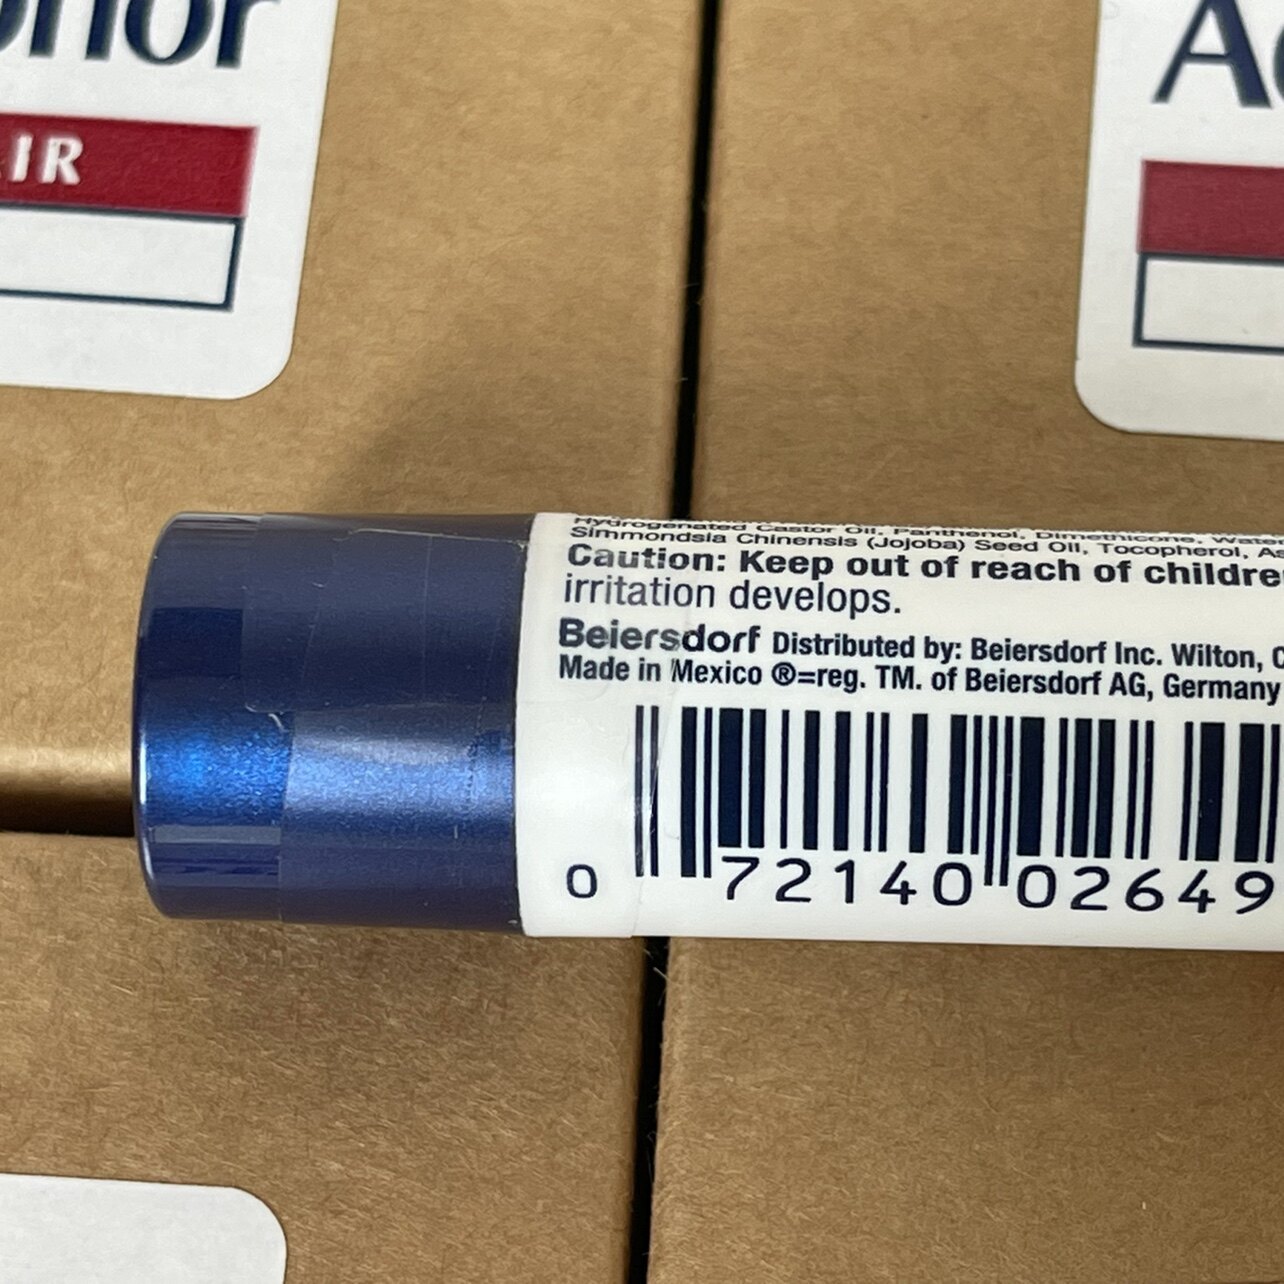 IR
Hydrogenated Castor Oil, Panthenol, Dimethicone, Water
Simmondsia Chinensis (Jojoba) Seed Oil, Tocopherol, As
Caution: Keep out of reach of childre
irritation develops.
Beiersdorf Distributed by: Beiersdorf Inc. Wilton, C
Made in Mexico ®=reg. TM. of Beiersdorf AG, Germany
0 72140 02649